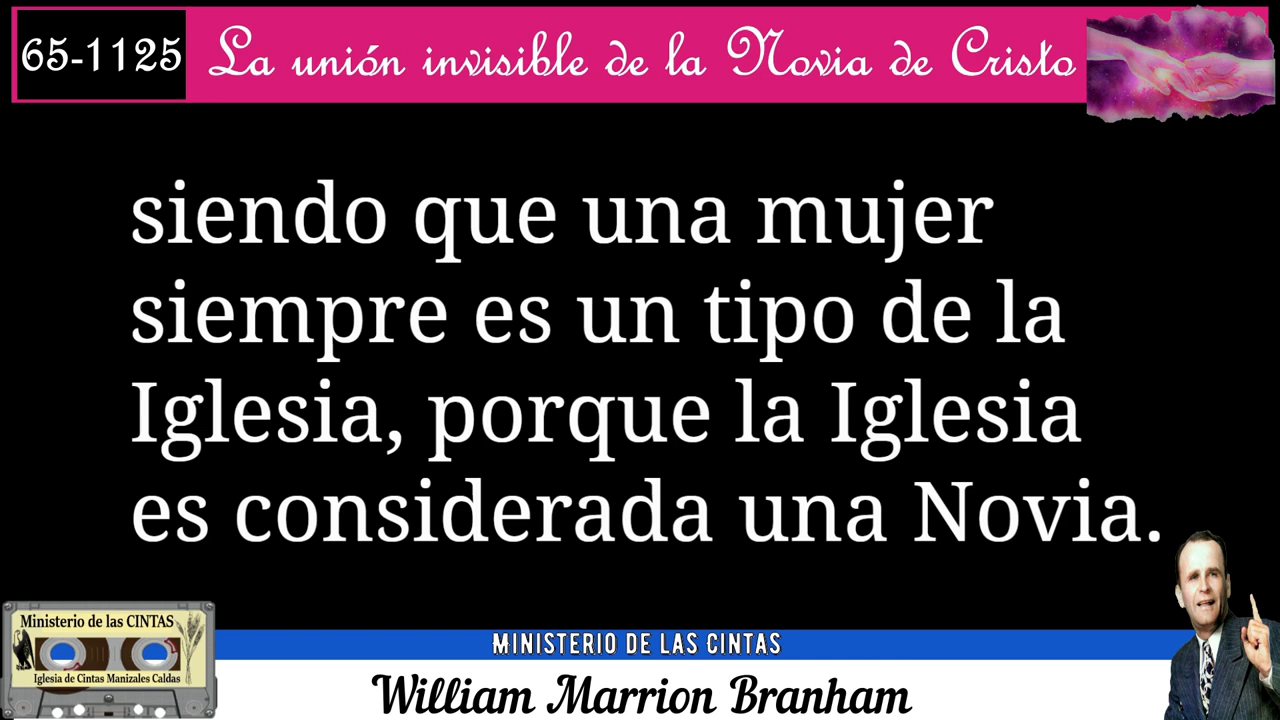 65-1125 La unión invisible de la Novia de Cristo
siendo que una mujer
siempre es un tipo de la
Iglesia, porque la Iglesia
es considerada una Novia.
Ministerio de las CINTAS
Iglesia de Cintas Manizales Caldas
MINISTERIO DE LAS CINTAS
William Marrion Branham